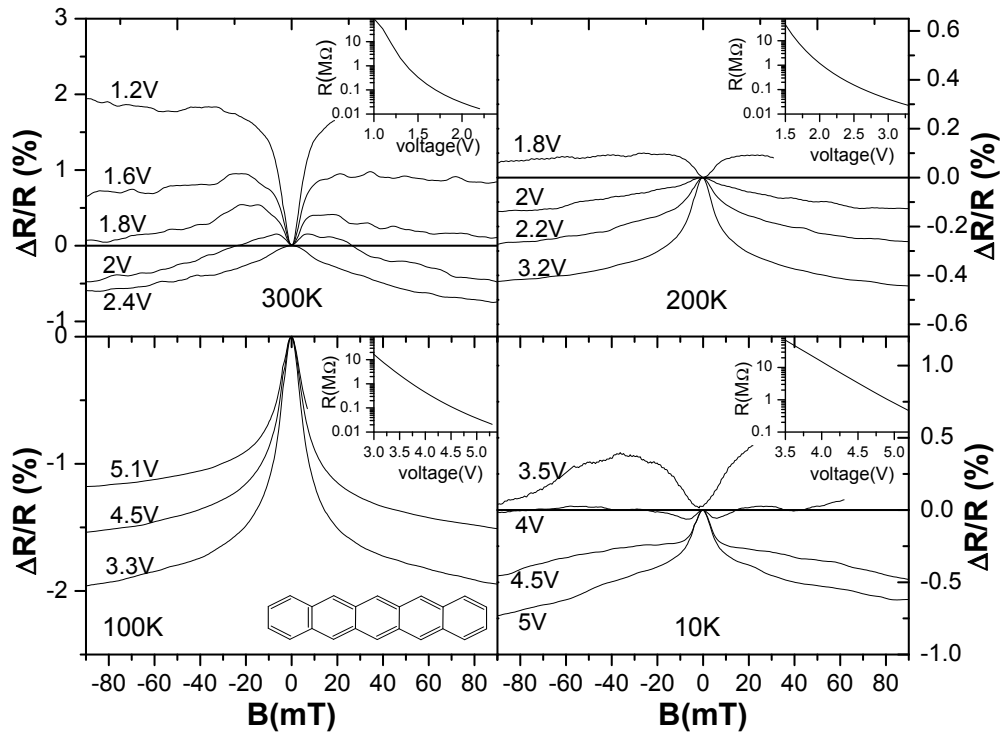 3
2
1
0
-1
ΔR/R (%)
1.2V
1.6V
1.8V
2V
2.4V
300K
R(MΩ)
10
1
0.1
0.01
1.0 1.5 2.0
voltage(V)
0.6
0.4
0.2
0.0
-0.2
-0.4
-0.6
ΔR/R (%)
1.8V
2V
2.2V
3.2V
200K
R(MΩ)
10
1
0.1
0.01
1.5 2.0 2.5 3.0
voltage(V)
0
-1
-2
ΔR/R (%)
5.1V
4.5V
3.3V
100K
R(MΩ)
10
1
0.1
0.01
3.0 3.5 4.0 4.5 5.0
voltage(V)
-80 -60 -40 -20 0 20 40 60 80
B(mT)
1.0
0.5
0.0
-0.5
-1.0
ΔR/R (%)
3.5V
4V
4.5V
5V
10K
R(MΩ)
10
1
0.1
3.5 4.0 4.5 5.0
voltage(V)
-80 -60 -40 -20 0 20 40 60 80
B(mT)